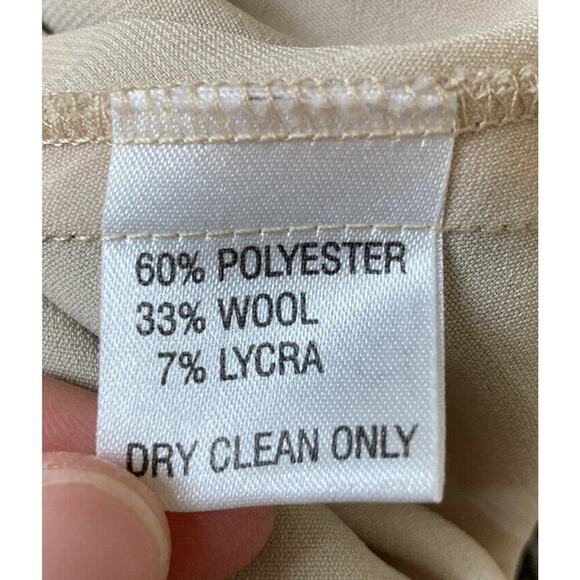 60% POLYESTER
33% WOOL
7% LYCRA
DRY CLEAN ONLY